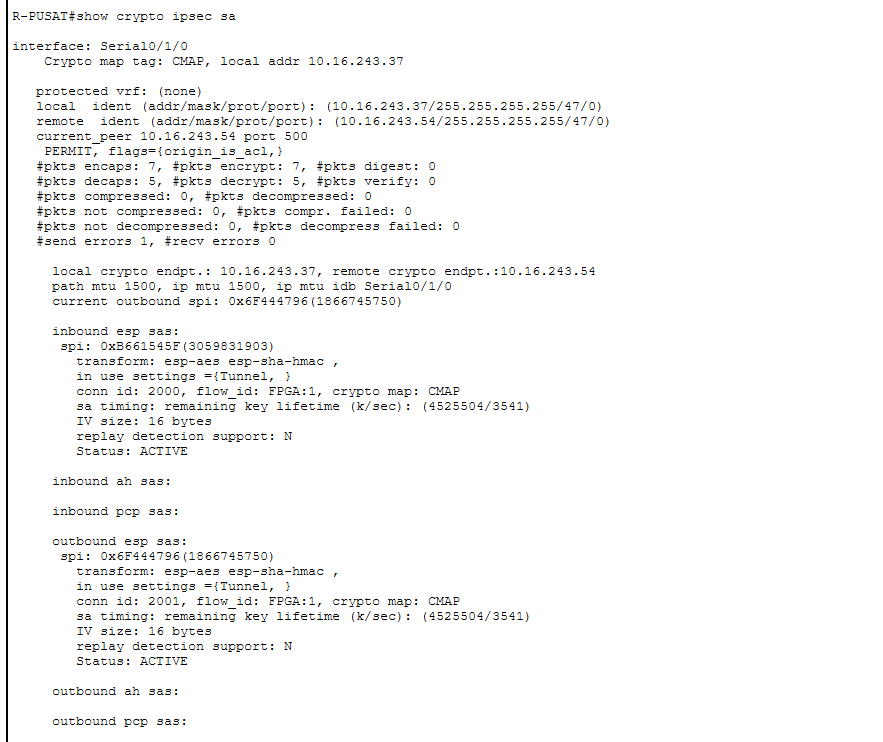 R-PUSAT#show crypto ipsec sa
interface: Serial0/1/0
Crypto map tag: CMAP, local addr 10.16.243.37
protected vrf: (none)
local  ident (addr/mask/prot/port): (10.16.243.37/255.255.255.255/47/0)
remote  ident (addr/mask/prot/port): (10.16.243.54/255.255.255.255/47/0)
current_peer 10.16.243.54 port 500
PERMIT, flags={origin_is_acl,}
#pkts encaps: 7, #pkts encrypt: 7, #pkts digest: 0
#pkts decaps: 5, #pkts decrypt: 5, #pkts verify: 0
#pkts compressed: 0, #pkts decompressed: 0
#pkts not compressed: 0, #pkts compr. failed: 0
#pkts not decompressed: 0, #pkts decompress failed: 0
#send errors 1, #recv errors 0
local crypto endpt.: 10.16.243.37, remote crypto endpt.:10.16.243.54
path mtu 1500, ip mtu 1500, ip mtu idb Serial0/1/0
current outbound spi: 0x6F444796(1866745750)
inbound esp sas:
spi: 0xB661545F(3059831903)
transform: esp-aes esp-sha-hmac ,
in use settings ={Tunnel, }
conn id: 2000, flow_id: FPGA:1, crypto map: CMAP
sa timing: remaining key lifetime (k/sec): (4525504/3541)
IV size: 16 bytes
replay detection support: N
Status: ACTIVE
inbound ah sas:
inbound pcp sas:
outbound esp sas:
spi: 0x6F444796(1866745750)
transform: esp-aes esp-sha-hmac ,
in use settings ={Tunnel, }
conn id: 2001, flow_id: FPGA:1, crypto map: CMAP
sa timing: remaining key lifetime (k/sec): (4525504/3541)
IV size: 16 bytes
replay detection support: N
Status: ACTIVE
outbound ah sas:
outbound pcp sas: